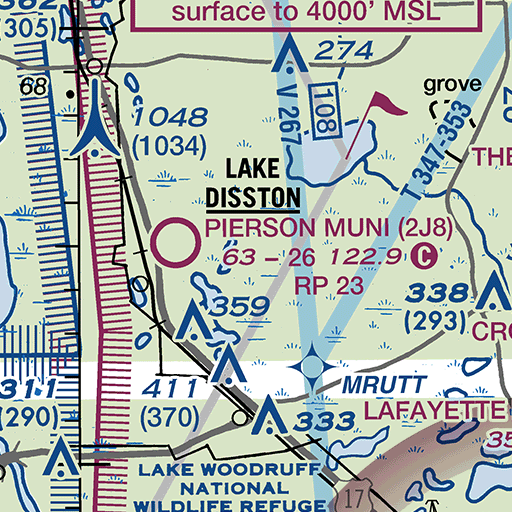 surface to 4000' MSL
(305)
274
68
grove
1048
(1034)
V 267
108
T 347-353
THE
LAKE
DISSTON
PIERSON MUNI (2J8)
63 - 26 122.9 C
RP 23
338
(293)
359
CRO
MRUTT
311
(290)
411
(370)
LAFAYETTE
333
35
LAKE WOODRUFF
NATIONAL
WILDLIFE REFUGE
17